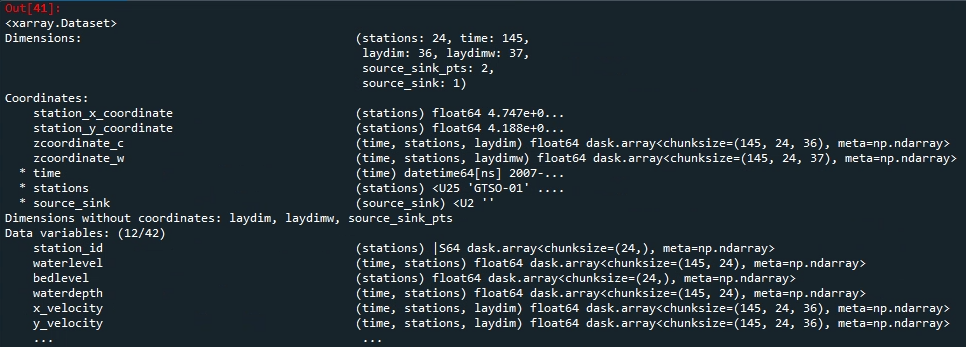 Out[41]:
<xarray.Dataset>
Dimensions: (stations: 24, time: 145,
laydim: 36, laydimw: 37,
source_sink_pts: 2,
source_sink: 1)
Coordinates:
station_x_coordinate (stations) float64 4.747e+0...
station_y_coordinate (stations) float64 4.188e+0...
zcoordinate_c (time, stations, laydim) float64 dask.array<chunksize=(145, 24, 36), meta=np.ndarray>
zcoordinate_w (time, stations, laydimw) float64 dask.array<chunksize=(145, 24, 37), meta=np.ndarray>
* time (time) datetime64[ns] 2007-...
* stations (stations) <U25 'GTSO-01' ....
* source_sink (source_sink) <U2 ''
Dimensions without coordinates: laydim, laydimw, source_sink_pts
Data variables: (12/42)
station_id (stations) |S64 dask.array<chunksize=(24,), meta=np.ndarray>
waterlevel (time, stations) float64 dask.array<chunksize=(145, 24), meta=np.ndarray>
bedlevel (stations) float64 dask.array<chunksize=(24,), meta=np.ndarray>
waterdepth (time, stations) float64 dask.array<chunksize=(145, 24), meta=np.ndarray>
x_velocity (time, stations, laydim) float64 dask.array<chunksize=(145, 24, 36), meta=np.ndarray>
y_velocity (time, stations, laydim) float64 dask.array<chunksize=(145, 24, 36), meta=np.ndarray>
... ...